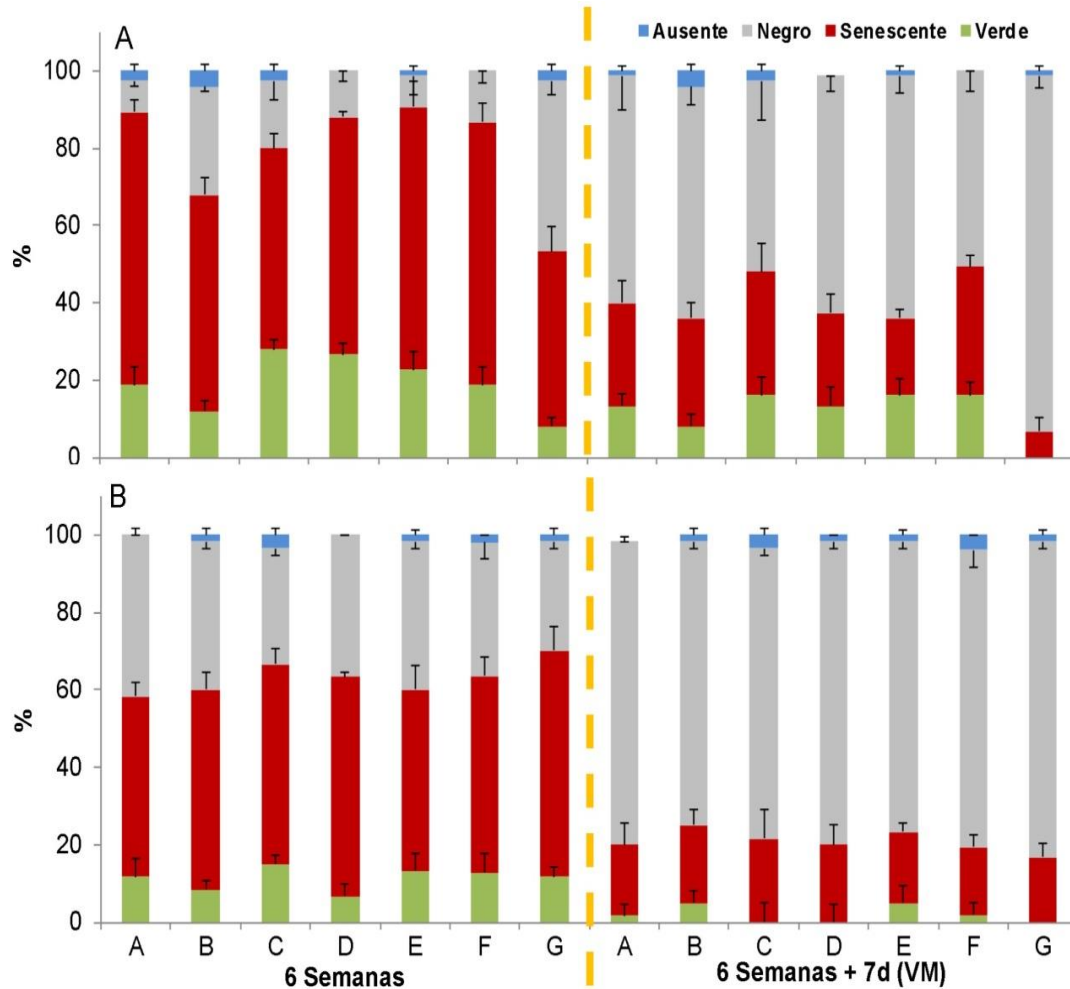 A
Ausente Negro Senescente Verde
100
80
60
40
20
0
%
B
100
80
60
40
20
0
%
A B C D E F G A B C D E F G
6 Semanas 6 Semanas + 7d (VM)